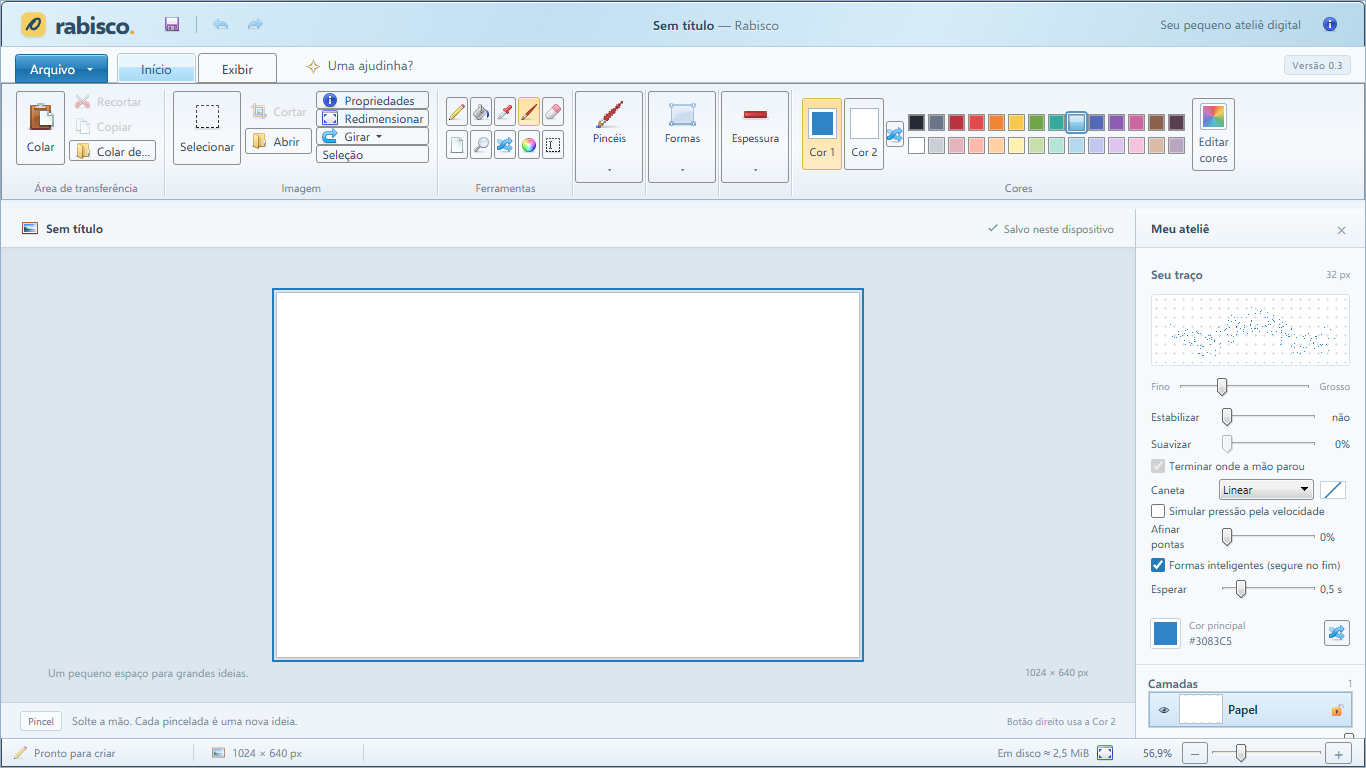 rabisco.
Sem título — Rabisco
Seu pequeno ateliê digital
Arquivo
Início
Exibir
Uma ajudinha?
Versão 0.3
Colar
Recortar
Copiar
Colar de...
Área de transferência
Selecionar
Cortar
Abrir
Propriedades
Redimensionar
Girar
Seleção
Imagem
Ferramentas
Pincéis
Formas
Espessura
Cor 1
Cor 2
Editar
cores
Cores
Sem título
Salvo neste dispositivo
Meu ateliê
Seu traço
32 px
Fino
Grosso
Estabilizar
não
Suavizar
0%
Terminar onde a mão parou
Caneta
Linear
Simular pressão pela velocidade
Afinar
pontas
0%
Formas inteligentes (segure no fim)
Esperar
0,5 s
Cor principal
#3083C5
Camadas
1
Papel
Um pequeno espaço para grandes ideias.
1024 × 640 px
Pincel
Solte a mão. Cada pincelada é uma nova ideia.
Botão direito usa a Cor 2
Pronto para criar
1024 × 640 px
Em disco ≈ 2,5 MiB
56,9%